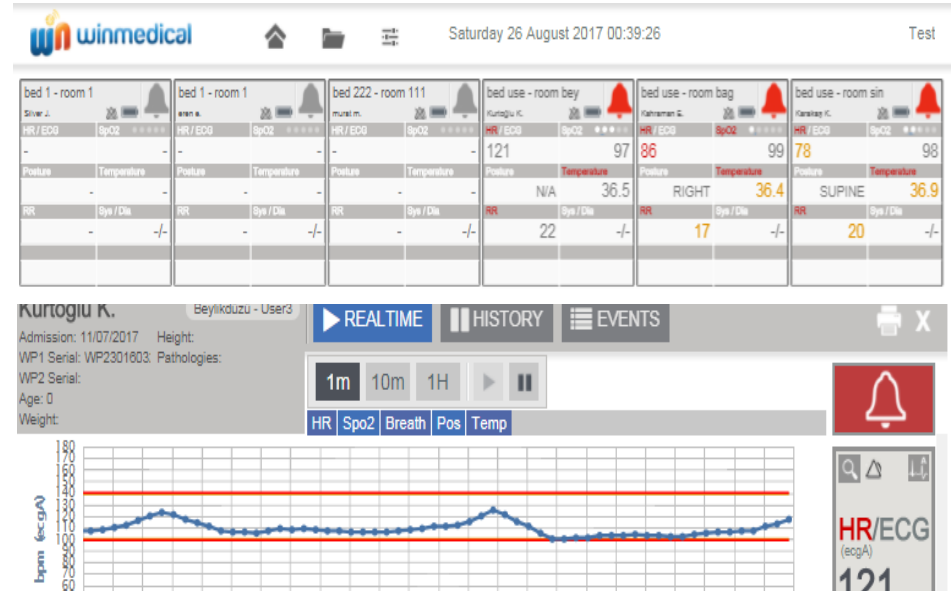 winmedical
Saturday 26 August 2017 00:39:26
Test
bed 1 - room 1
bed 1 - room 1
bed 222 - room 111
bed use - room bey
bed use - room bag
bed use - room sin
Silver J.
eren e.
murat m.
Kurtoğlu K.
Kahraman S.
Karakaş K.
HR / ECG SpO2 HR / ECG SpO2 HR / ECG SpO2 HR / ECG SpO2 HR / ECG SpO2 HR / ECG SpO2
- - - - - - 121 97 86 99 78 98
Posture Temperature Posture Temperature Posture Temperature Posture Temperature Posture Temperature Posture Temperature
- - - - - - N/A 36.5 RIGHT 36.4 SUPINE 36.9
RR Sys / Dia RR Sys / Dia RR Sys / Dia RR Sys / Dia RR Sys / Dia RR Sys / Dia
- -/- - -/- - -/- 22 -/- 17 -/- 20 -/-
Kurtoglu K.
Beylikduzu - User3
REALTIME
HISTORY
EVENTS
X
Admission: 11/07/2017 Height:
WP1 Serial: WP2301603 Pathologies:
WP2 Serial:
Age: 0
Weight:
1m 10m 1H
HR Spo2 Breath Pos Temp
180
170
160
150
140
130
120
110
100
90
80
70
60
bpm (ecgA)
HR/ECG
(ecgA)
121